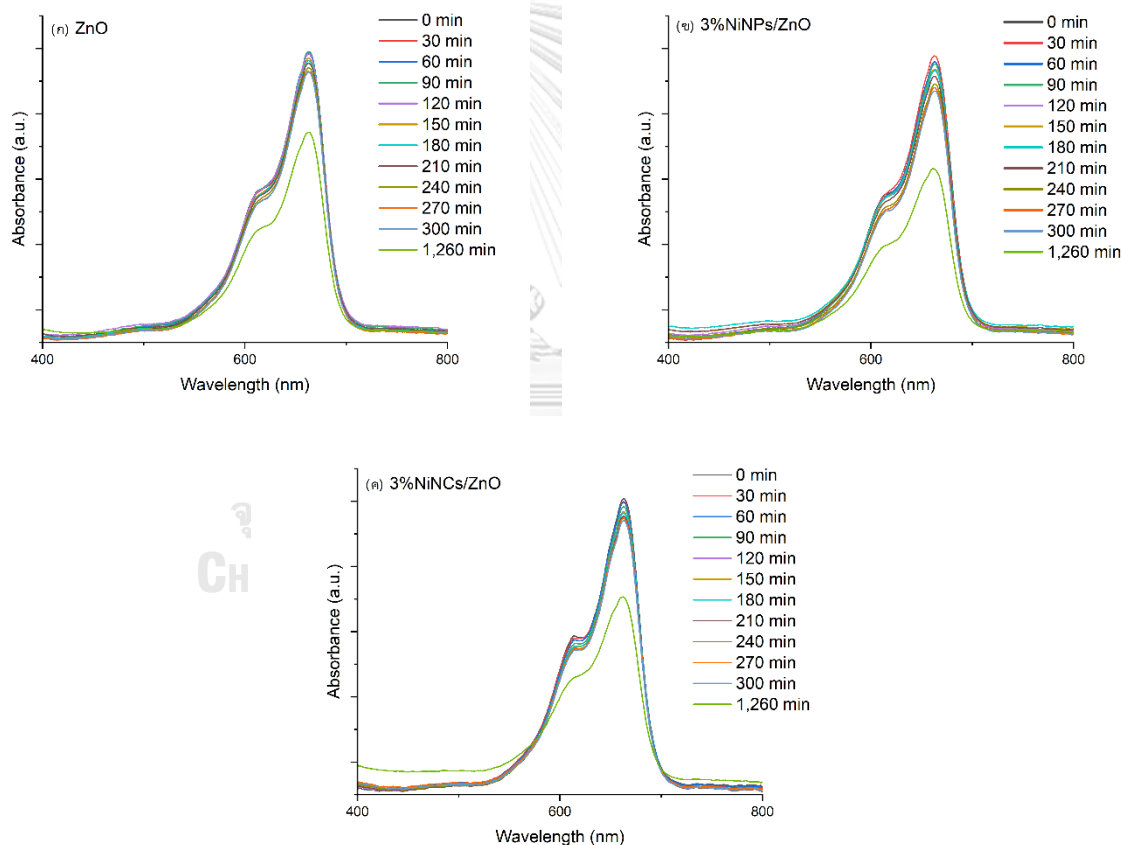 (ก) ZnO
0 min
30 min
60 min
90 min
120 min
150 min
180 min
210 min
240 min
270 min
300 min
1,260 min
Absorbance (a.u.)
400
600
800
Wavelength (nm)
(ข) 3%NiNPs/ZnO
0 min
30 min
60 min
90 min
120 min
150 min
180 min
210 min
240 min
270 min
300 min
1,260 min
Absorbance (a.u.)
400
600
800
Wavelength (nm)
(ค) 3%NiNCs/ZnO
0 min
30 min
60 min
90 min
120 min
150 min
180 min
210 min
240 min
270 min
300 min
1,260 min
Absorbance (a.u.)
400
600
800
Wavelength (nm)
จุ
CH